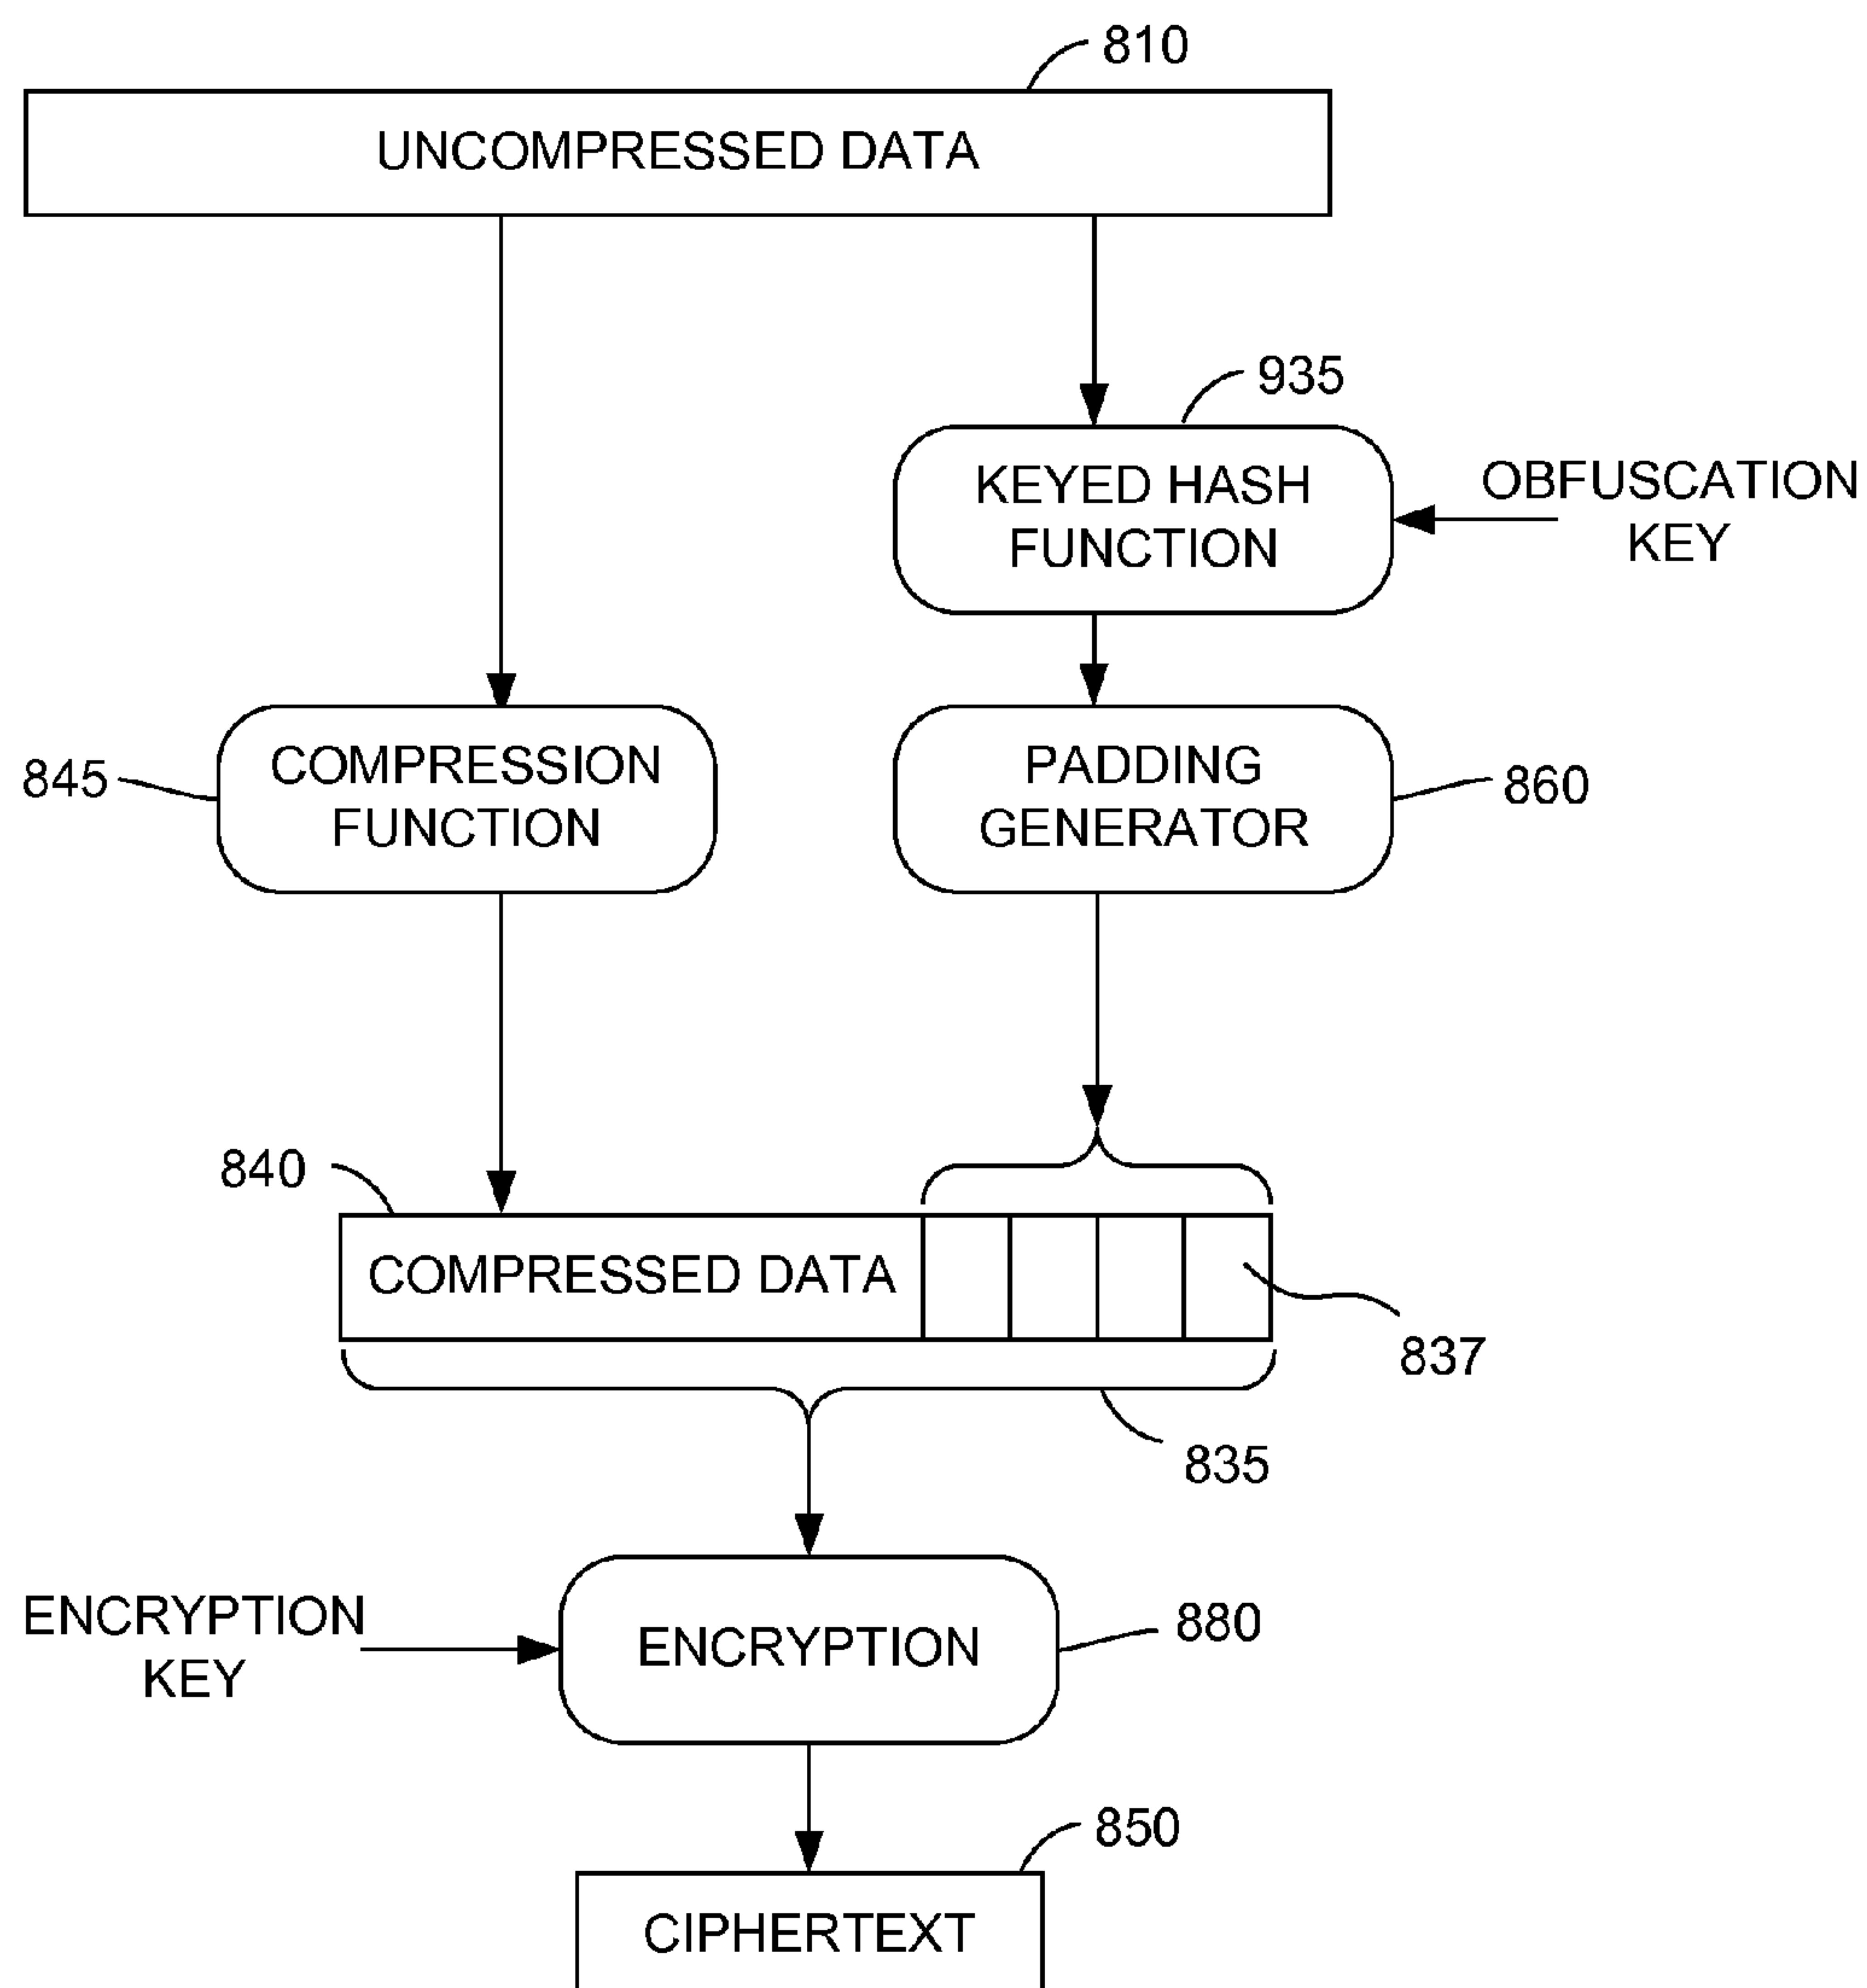 810
UNCOMPRESSED DATA
935
KEYED HASH
FUNCTION
OBFUSCATION
KEY
845
COMPRESSION
FUNCTION
PADDING
GENERATOR
860
840
COMPRESSED DATA
837
835
ENCRYPTION
KEY
ENCRYPTION
880
850
CIPHERTEXT